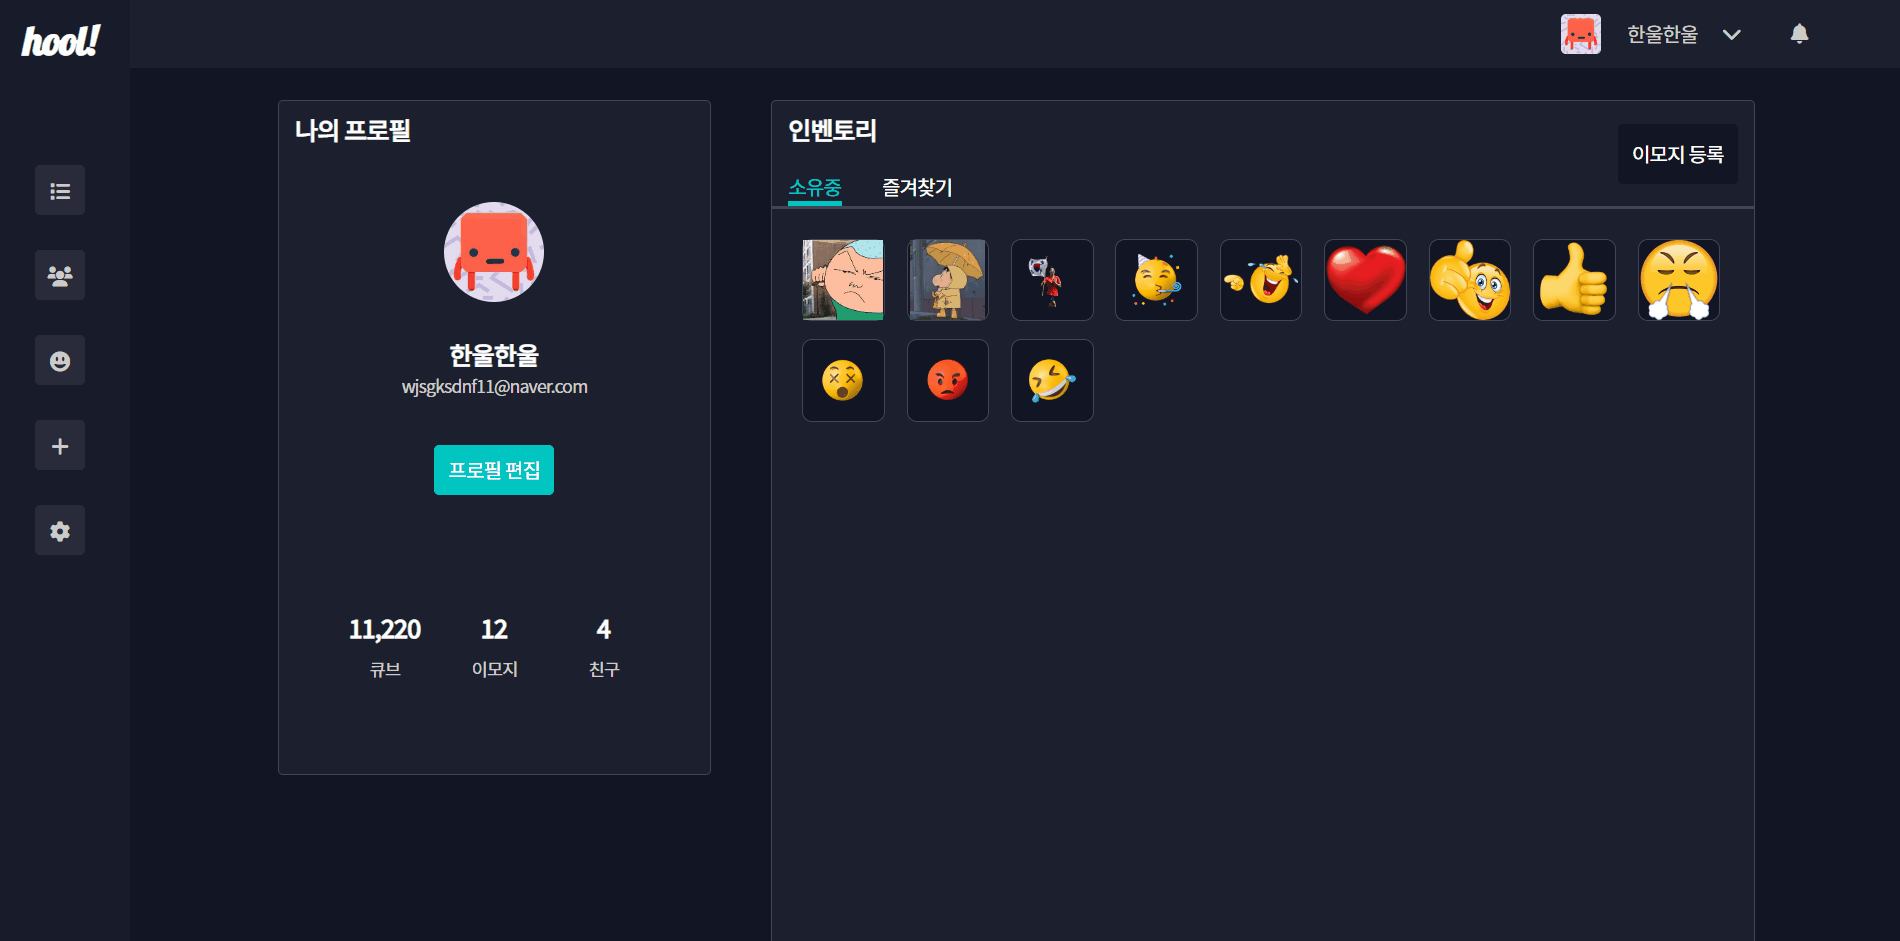 hool!
한울한울
나의 프로필
한울한울
wjsgksdnf11@naver.com
프로필 편집
11,220
12
4
큐브
이모지
친구
인벤토리
이모지 등록
소유중
즐겨찾기